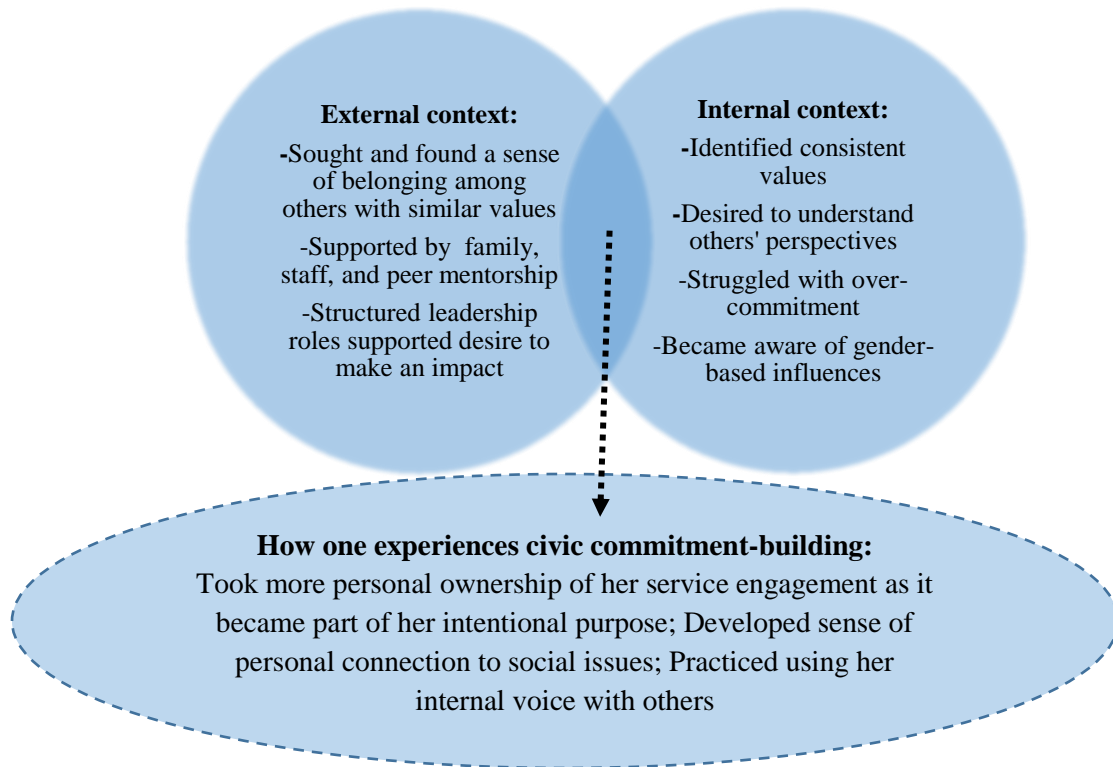 External context:
-Sought and found a sense
of belonging among
others with similar values
-Supported by family,
staff, and peer mentorship
-Structured leadership
roles supported desire to
make an impact
Internal context:
-Identified consistent
values
-Desired to understand
others' perspectives
-Struggled with over-
commitment
-Became aware of gender-
based influences
How one experiences civic commitment-building:
Took more personal ownership of her service engagement as it
became part of her intentional purpose; Developed sense of
personal connection to social issues; Practiced using her
internal voice with others